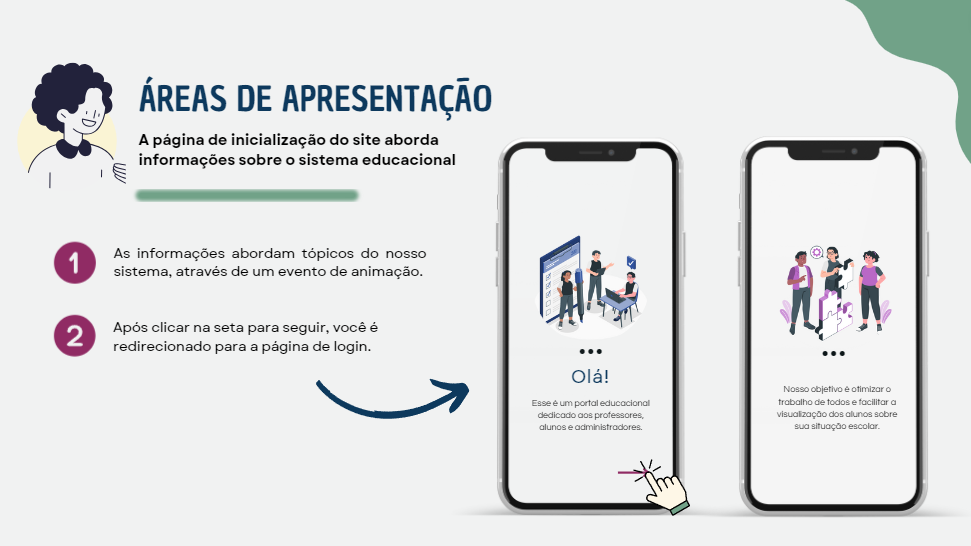 ÁREAS DE APRESENTAÇÃO
A página de inicialização do site aborda
informações sobre o sistema educacional
1
As informações abordam tópicos do nosso
sistema, através de um evento de animação.
2
Após clicar na seta para seguir, você é
redirecionado para a página de login.
Olá!
Esse é um portal educacional
dedicado aos professores,
alunos e administradores.
Nosso objetivo é otimizar o
trabalho de todos e facilitar a
visualização dos alunos sobre
sua situação escolar.